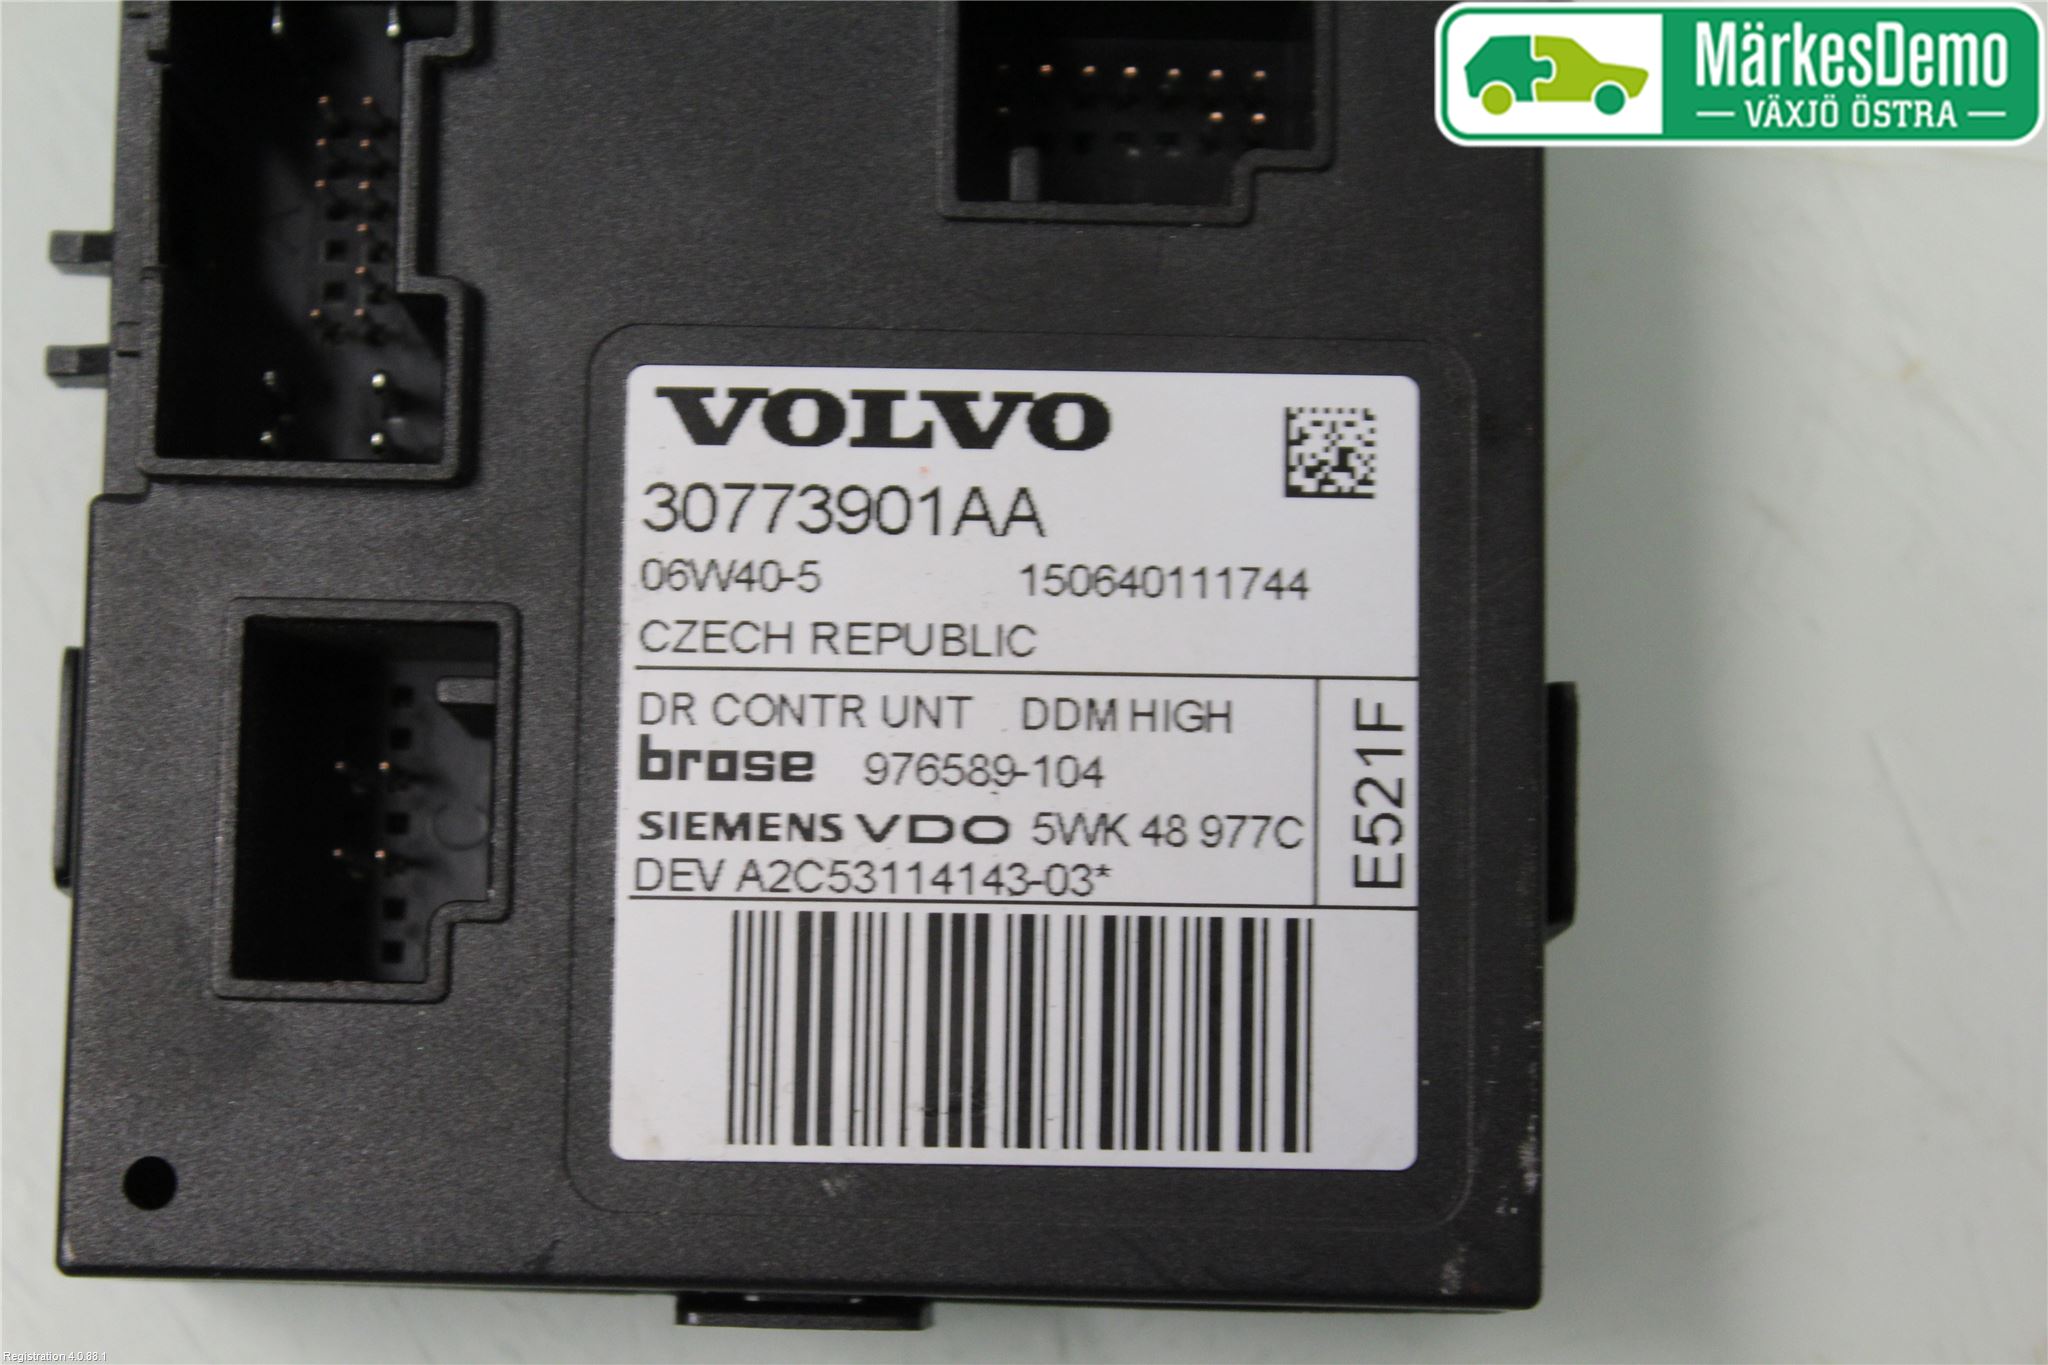 MärkesDemo
VÄXJÖ ÖSTRA
VOLVO
30773901AA
06W40-5 150640111744
CZECH REPUBLIC
DR CONTR UNT DDM HIGH
brose 976589-104
SIEMENS VDO 5WK 48 977C
DEV A2C53114143-03*
E521F
Registration 4.0.88.1